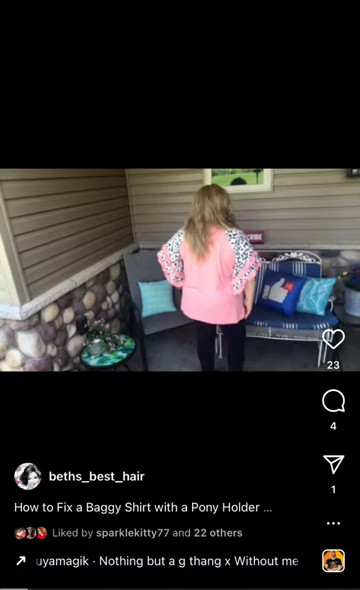 23
4
1
beths_best_hair
How to Fix a Baggy Shirt with a Pony Holder ...
Liked by sparklekitty77 and 22 others
uyamagik · Nothing but a g thang x Without me